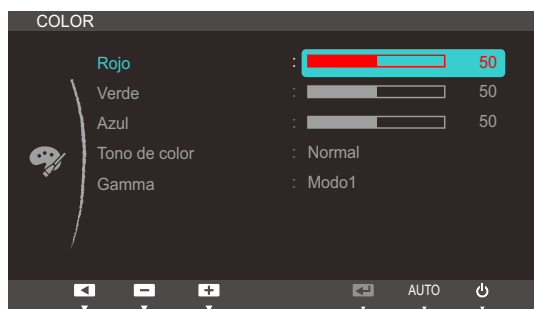 COLOR
Rojo : 50
Verde : 50
Azul : 50
Tono de color : Normal
Gamma : Modo1
AUTO